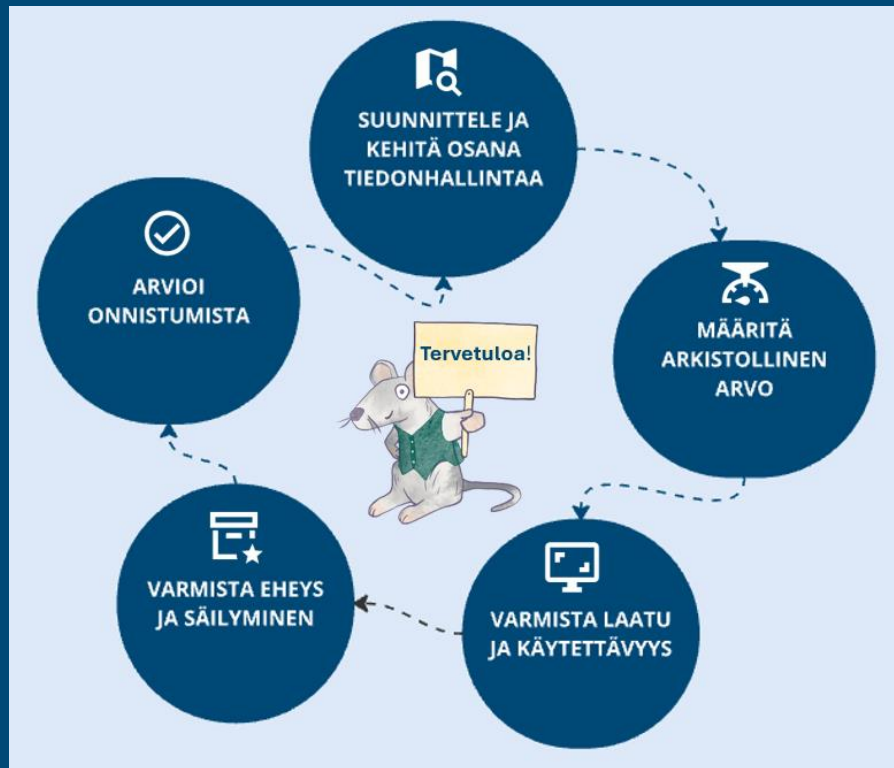 SUUNNITTELE JA
KEHITÄ OSANA
TIEDONHALLINTAA
MÄÄRITÄ
ARKISTOLLINEN
ARVO
VARMISTA LAATU
JA KÄYTETTÄVYYS
VARMISTA EHEYS
JA SÄILYMINEN
ARVIOI
ONNISTUMISTA
Tervetuloa!